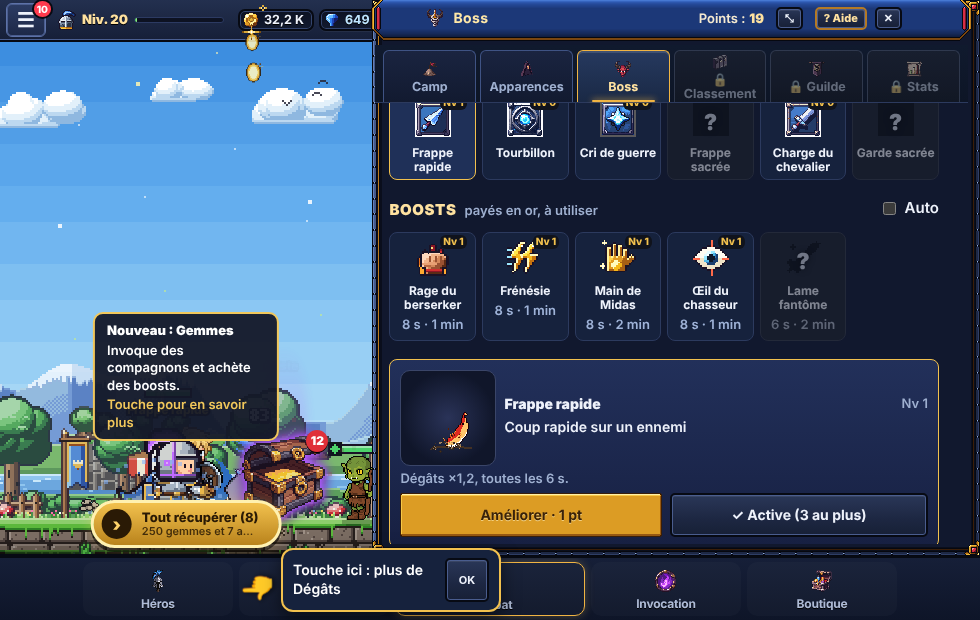 10
Niv. 20
32,2 K
649
Boss
Points : 19
? Aide
Camp
Apparences
Boss
Classement
Guilde
Stats
Nv 1
Frappe rapide
Tourbillon
Cri de guerre
?
Frappe sacrée
Charge du chevalier
?
Garde sacrée
BOOSTS payés en or, à utiliser
Auto
Nv 1
Rage du berserker
8 s · 1 min
Nv 1
Frénésie
8 s · 1 min
Nv 1
Main de Midas
8 s · 2 min
Nv 1
Œil du chasseur
8 s · 1 min
?
Lame fantôme
6 s · 2 min
Nouveau : Gemmes
Invoque des
compagnons et achète
des boosts.
Touche pour en savoir
plus
12
Frappe rapide
Nv 1
Coup rapide sur un ennemi
Dégâts ×1,2, toutes les 6 s.
Améliorer · 1 pt
✓ Active (3 au plus)
Tout récupérer (8)
250 gemmes et 7 a...
Touche ici : plus de
Dégâts
OK
Héros
Invocation
Boutique